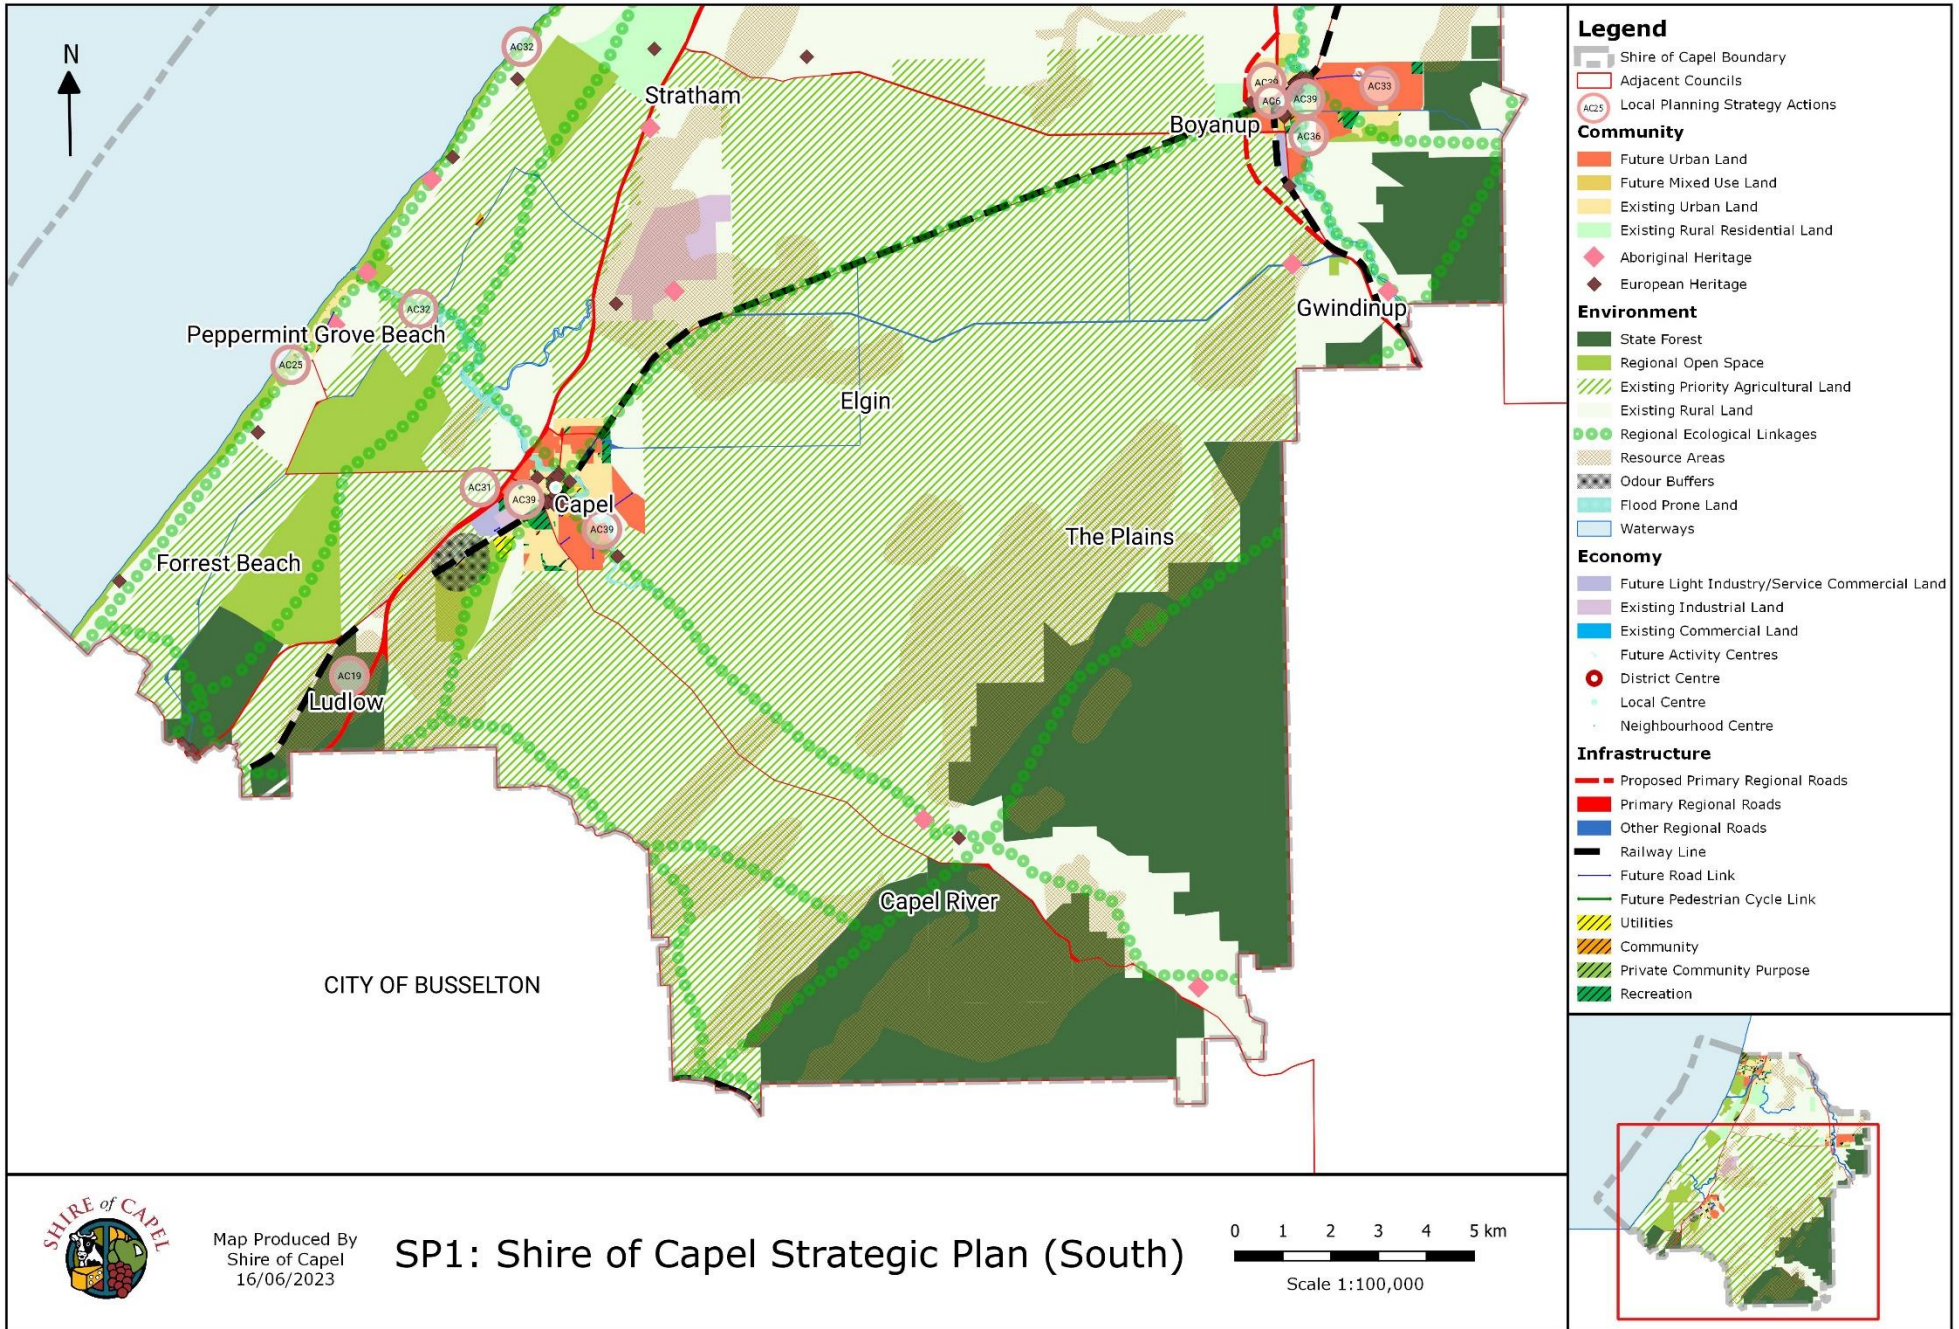 N
AC32
Stratham
AC39
AC6
AC39
AC33
Boyanup
AC36
AC32
Peppermint Grove Beach
AC25
Gwindinup
Elgin
AC31
AC39
Capel
AC39
The Plains
Forrest Beach
AC19
Ludlow
Capel River
CITY OF BUSSELTON
Legend
Shire of Capel Boundary
Adjacent Councils
AC25 Local Planning Strategy Actions
Community
Future Urban Land
Future Mixed Use Land
Existing Urban Land
Existing Rural Residential Land
Aboriginal Heritage
European Heritage
Environment
State Forest
Regional Open Space
Existing Priority Agricultural Land
Existing Rural Land
Regional Ecological Linkages
Resource Areas
Odour Buffers
Flood Prone Land
Waterways
Economy
Future Light Industry/Service Commercial Land
Existing Industrial Land
Existing Commercial Land
Future Activity Centres
District Centre
Local Centre
Neighbourhood Centre
Infrastructure
Proposed Primary Regional Roads
Primary Regional Roads
Other Regional Roads
Railway Line
Future Road Link
Future Pedestrian Cycle Link
Utilities
Community
Private Community Purpose
Recreation
SHIRE of CAPEL
Map Produced By
Shire of Capel
16/06/2023
SP1: Shire of Capel Strategic Plan (South)
0 1 2 3 4 5 km
Scale 1:100,000